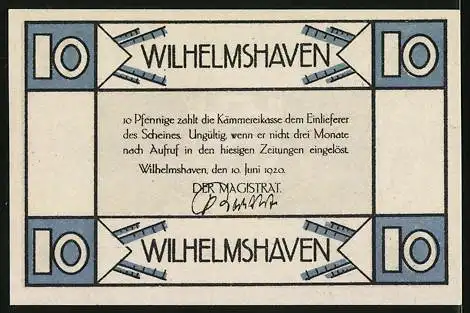 10 WILHELMSHAVEN 10
10 Pfennige zahlt die Kämmereikasse dem Einlieferer
des Scheines. Ungültig, wenn er nicht drei Monate
nach Aufruf in den hiesigen Zeitungen eingelöst.
Wilhelmshaven, den 10. Juni 1920.
DER MAGISTRAT.
10 WILHELMSHAVEN 10